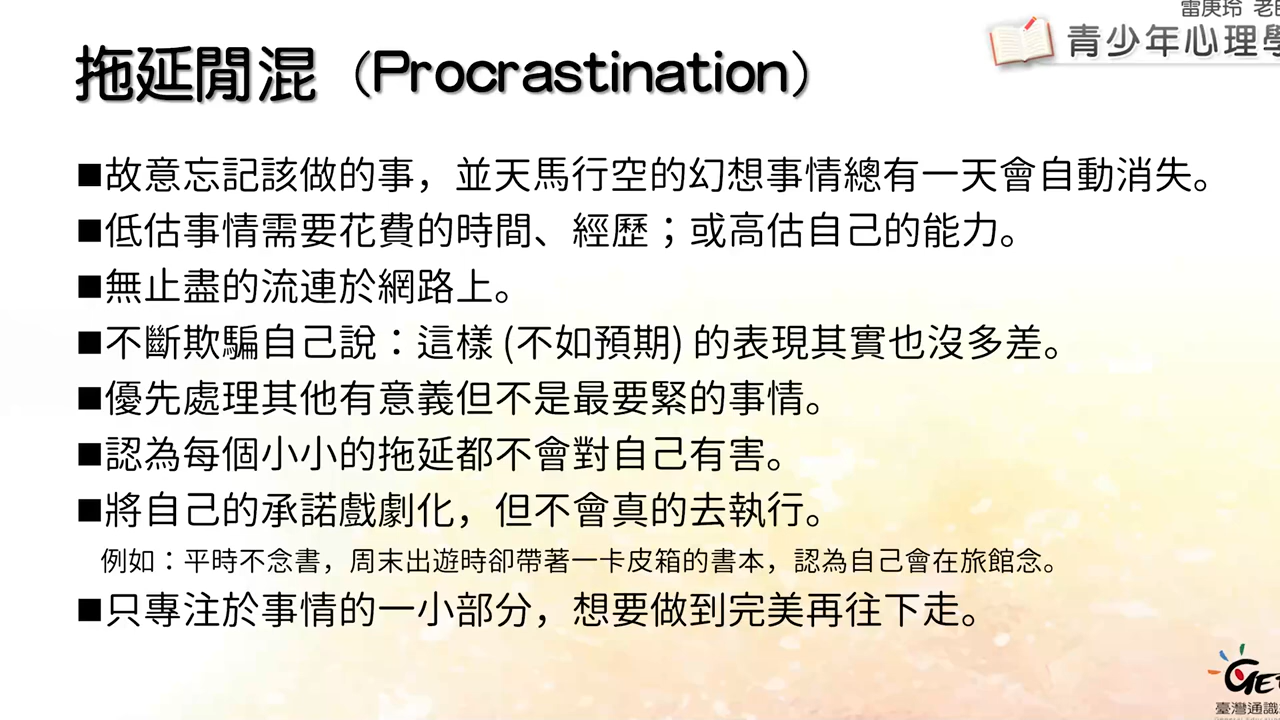 雷庚玲 老師
青少年心理學
拖延閒混（Procrastination）
■故意忘記該做的事，並天馬行空的幻想事情總有一天會自動消失。
■低估事情需要花費的時間、經歷；或高估自己的能力。
■無止盡的流連於網路上。
■不斷欺騙自己說：這樣 (不如預期) 的表現其實也沒多差。
■優先處理其他有意義但不是最要緊的事情。
■認為每個小小的拖延都不會對自己有害。
■將自己的承諾戲劇化，但不會真的去執行。
例如：平時不念書，周末出遊時卻帶著一卡皮箱的書本，認為自己會在旅館念。
■只專注於事情的一小部分，想要做到完美再往下走。
GET
臺灣通識